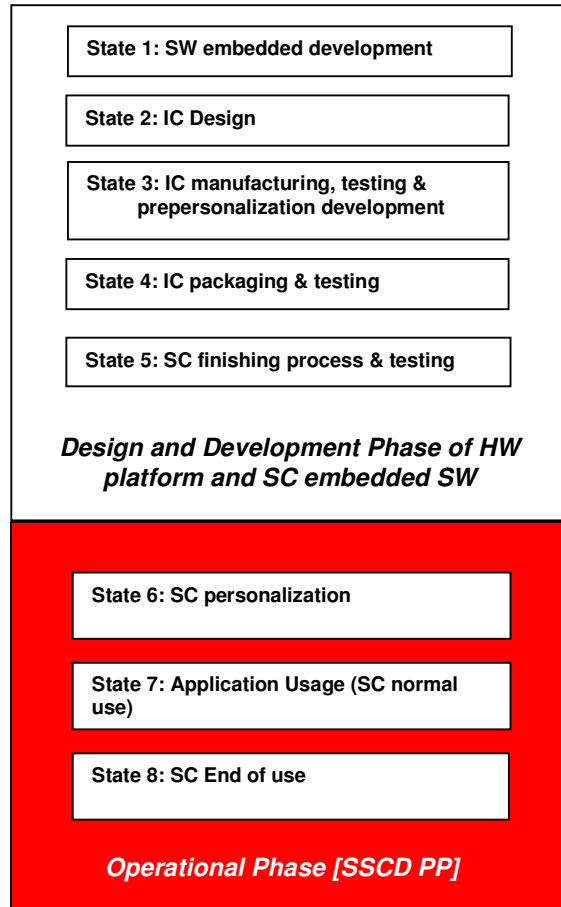 State 1: SW embedded development
State 2: IC Design
State 3: IC manufacturing, testing &
prepersonalization development
State 4: IC packaging & testing
State 5: SC finishing process & testing
Design and Development Phase of HW
platform and SC embedded SW
State 6: SC personalization
State 7: Application Usage (SC normal
use)
State 8: SC End of use
Operational Phase [SSCD PP]